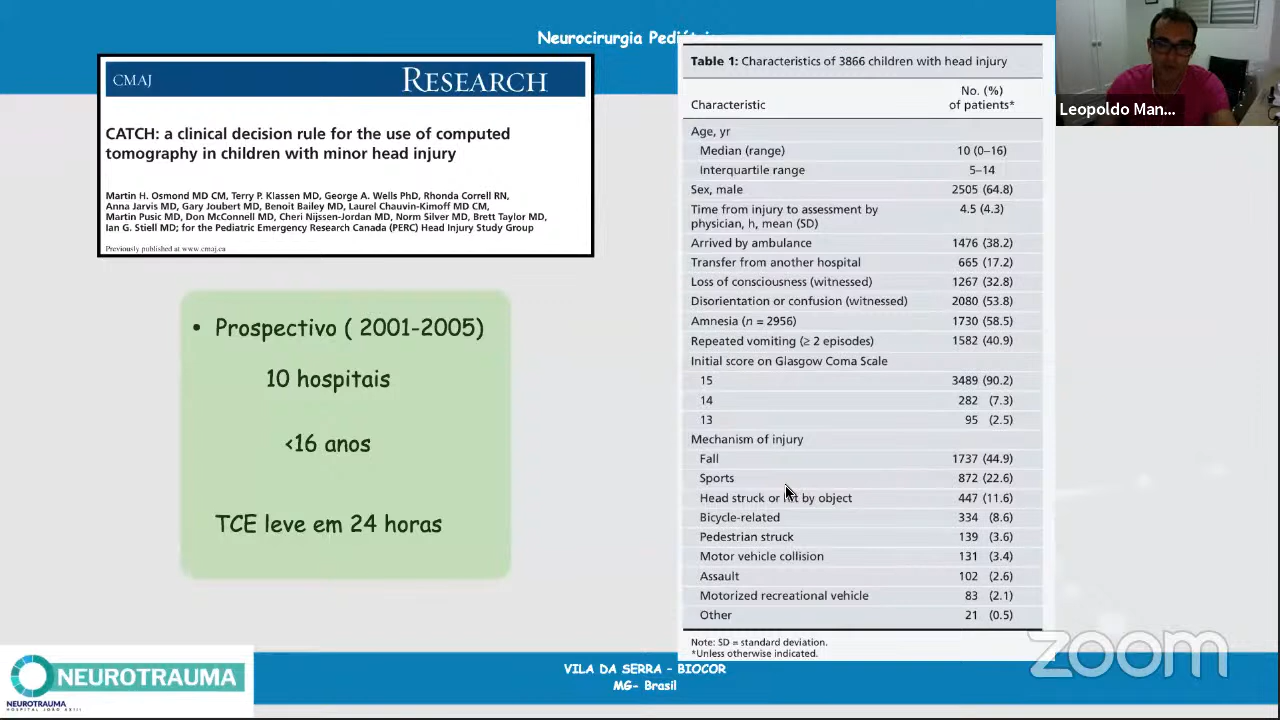 Neurocirurgia Pedi
CMAJ
RESEARCH
CATCH: a clinical decision rule for the use of computed
tomography in children with minor head injury
Martin H. Osmond MD CM, Terry P. Klassen MD, George A. Wells PhD, Rhonda Correll RN,
Anna Jarvis MD, Gary Joubert MD, Benoit Bailey MD, Laurel Chauvin-Kimoff MD CM,
Martin Pusic MD, Don McConnell MD, Cheri Nijssen-Jordan MD, Norm Silver MD, Brett Taylor MD,
Ian G. Stiell MD; for the Pediatric Emergency Research Canada (PERC) Head Injury Study Group
Previously published at www.cmaj.ca
• Prospectivo ( 2001-2005)
10 hospitais
<16 anos
TCE leve em 24 horas
Table 1: Characteristics of 3866 children with head injury
Characteristic No. (%) of patients*
Age, yr
Median (range) 10 (0–16)
Interquartile range 5–14
Sex, male 2505 (64.8)
Time from injury to assessment by 4.5 (4.3)
physician, h, mean (SD)
Arrived by ambulance 1476 (38.2)
Transfer from another hospital 665 (17.2)
Loss of consciousness (witnessed) 1267 (32.8)
Disorientation or confusion (witnessed) 2080 (53.8)
Amnesia (n = 2956) 1730 (58.5)
Repeated vomiting (≥ 2 episodes) 1582 (40.9)
Initial score on Glasgow Coma Scale
15 3489 (90.2)
14 282 (7.3)
13 95 (2.5)
Mechanism of injury
Fall 1737 (44.9)
Sports 872 (22.6)
Head struck or hit by object 447 (11.6)
Bicycle-related 334 (8.6)
Pedestrian struck 139 (3.6)
Motor vehicle collision 131 (3.4)
Assault 102 (2.6)
Motorized recreational vehicle 83 (2.1)
Other 21 (0.5)
Note: SD = standard deviation.
*Unless otherwise indicated.
Leopoldo Man...
zoom
NEUROTRAUMA
NEUROTRAUMA
HOSPITAL JOÃO XXIII
VILA DA SERRA - BIOCOR
MG- Brasil